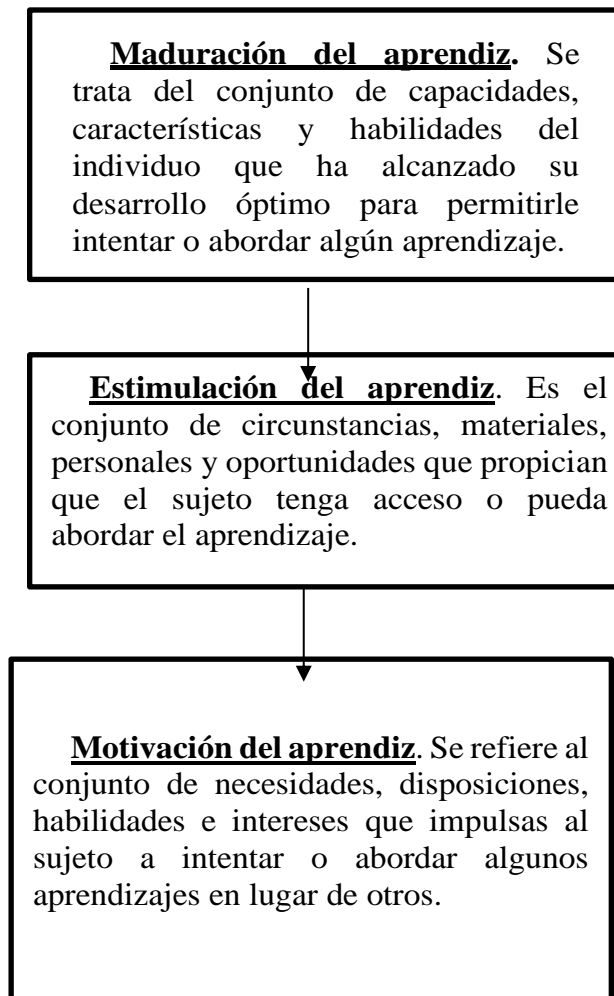 Maduración del aprendiz. Se
trata del conjunto de capacidades,
características y habilidades del
individuo que ha alcanzado su
desarrollo óptimo para permitirle
intentar o abordar algún aprendizaje.
Estimulación del aprendiz. Es el
conjunto de circunstancias, materiales,
personales y oportunidades que propician
que el sujeto tenga acceso o pueda
abordar el aprendizaje.
Motivación del aprendiz. Se refiere al
conjunto de necesidades, disposiciones,
habilidades e intereses que impulsas al
sujeto a intentar o abordar algunos
aprendizajes en lugar de otros.